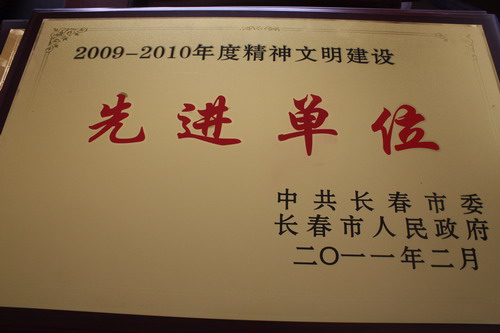 2009-2010年度精神文明建设
先进单位
中共长春市委
长春市人民政府
二〇一一年二月